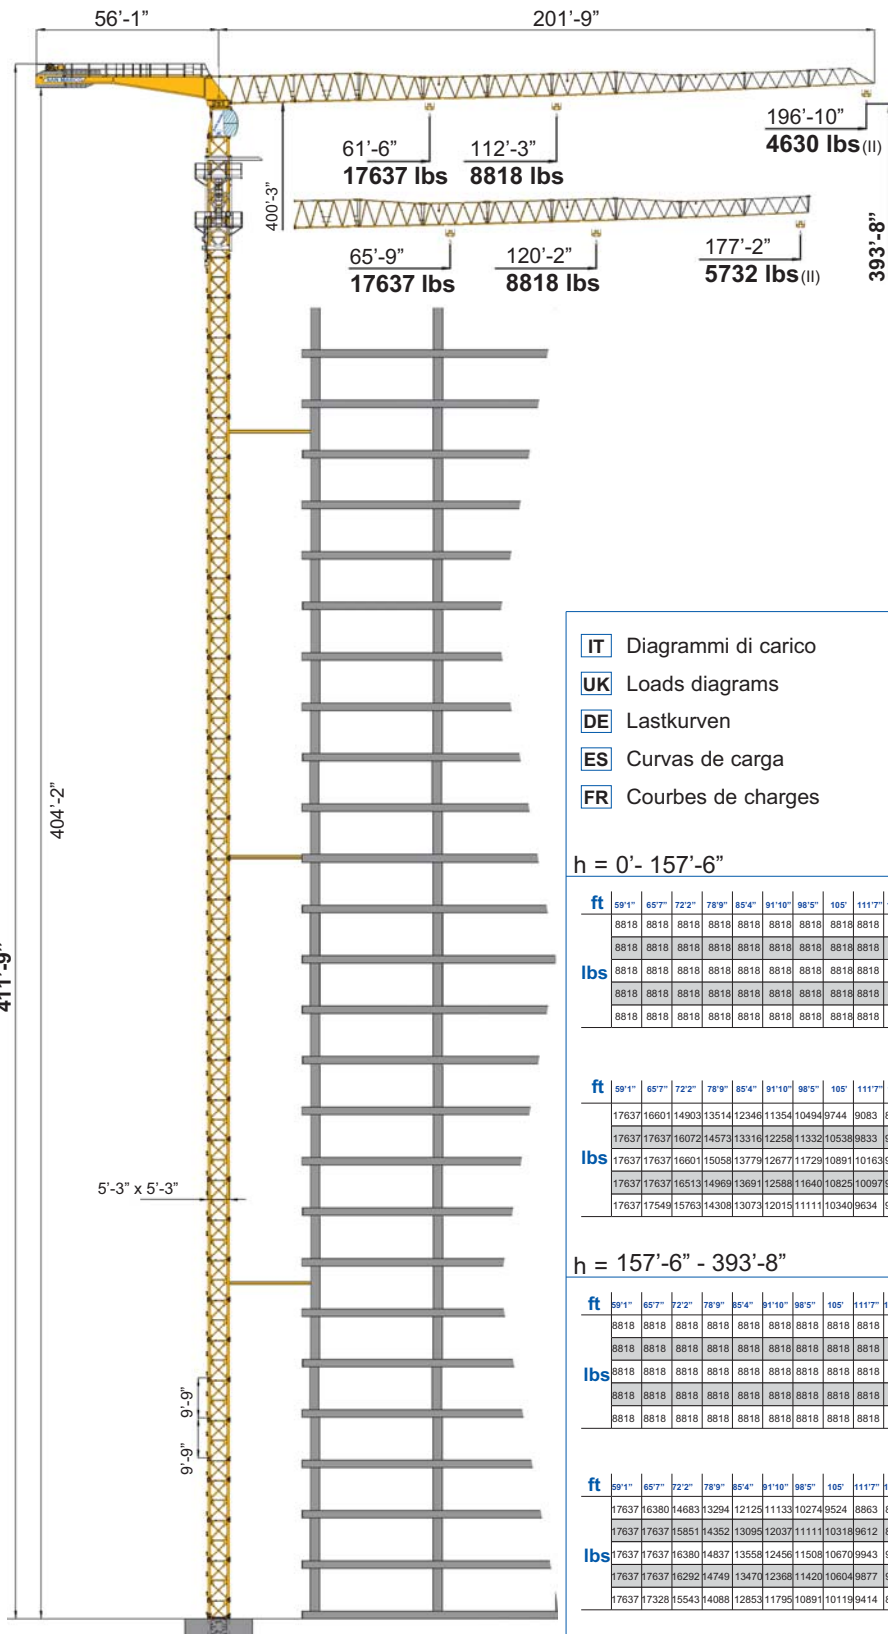 56'-1"
201'-9"
61'-6"
17637 lbs
112'-3"
8818 lbs
196'-10"
4630 lbs(II)
400'-3"
65'-9"
17637 lbs
120'-2"
8818 lbs
177'-2"
5732 lbs(II)
393'-8"
411'-9"
404'-2"
5'-3" x 5'-3"
9'-9"
9'-9"
IT Diagrammi di carico
UK Loads diagrams
DE Lastkurven
ES Curvas de carga
FR Courbes de charges
h = 0'- 157'-6"
ft 59'1" 65'7" 72'2" 78'9" 85'4" 91'10" 98'5" 105' 111'7"
8818 8818 8818 8818 8818 8818 8818 8818 8818
8818 8818 8818 8818 8818 8818 8818 8818 8818
lbs 8818 8818 8818 8818 8818 8818 8818 8818 8818
8818 8818 8818 8818 8818 8818 8818 8818 8818
8818 8818 8818 8818 8818 8818 8818 8818 8818
ft 59'1" 65'7" 72'2" 78'9" 85'4" 91'10" 98'5" 105' 111'7"
17637 16601 14903 13514 12346 11354 10494 9744 9083
17637 17637 16072 14573 13316 12258 11332 10538 9833
lbs 17637 17637 16601 15058 13779 12677 11729 10891 10163
17637 17637 16513 14969 13691 12588 11640 10825 10097
17637 17549 15763 14308 13073 12015 11111 10340 9634
h = 157'-6" - 393'-8"
ft 59'1" 65'7" 72'2" 78'9" 85'4" 91'10" 98'5" 105' 111'7"
8818 8818 8818 8818 8818 8818 8818 8818 8818
8818 8818 8818 8818 8818 8818 8818 8818 8818
lbs 8818 8818 8818 8818 8818 8818 8818 8818 8818
8818 8818 8818 8818 8818 8818 8818 8818 8818
8818 8818 8818 8818 8818 8818 8818 8818 8818
ft 59'1" 65'7" 72'2" 78'9" 85'4" 91'10" 98'5" 105' 111'7"
17637 16380 14683 13294 12125 11133 10274 9524 8863
17637 17637 15851 14352 13095 12037 11111 10318 9612
lbs 17637 17637 16380 14837 13558 12456 11508 10670 9943
17637 17637 16292 14749 13470 12368 11420 10604 9877
17637 17328 15543 14088 12853 11795 10891 10119 9414